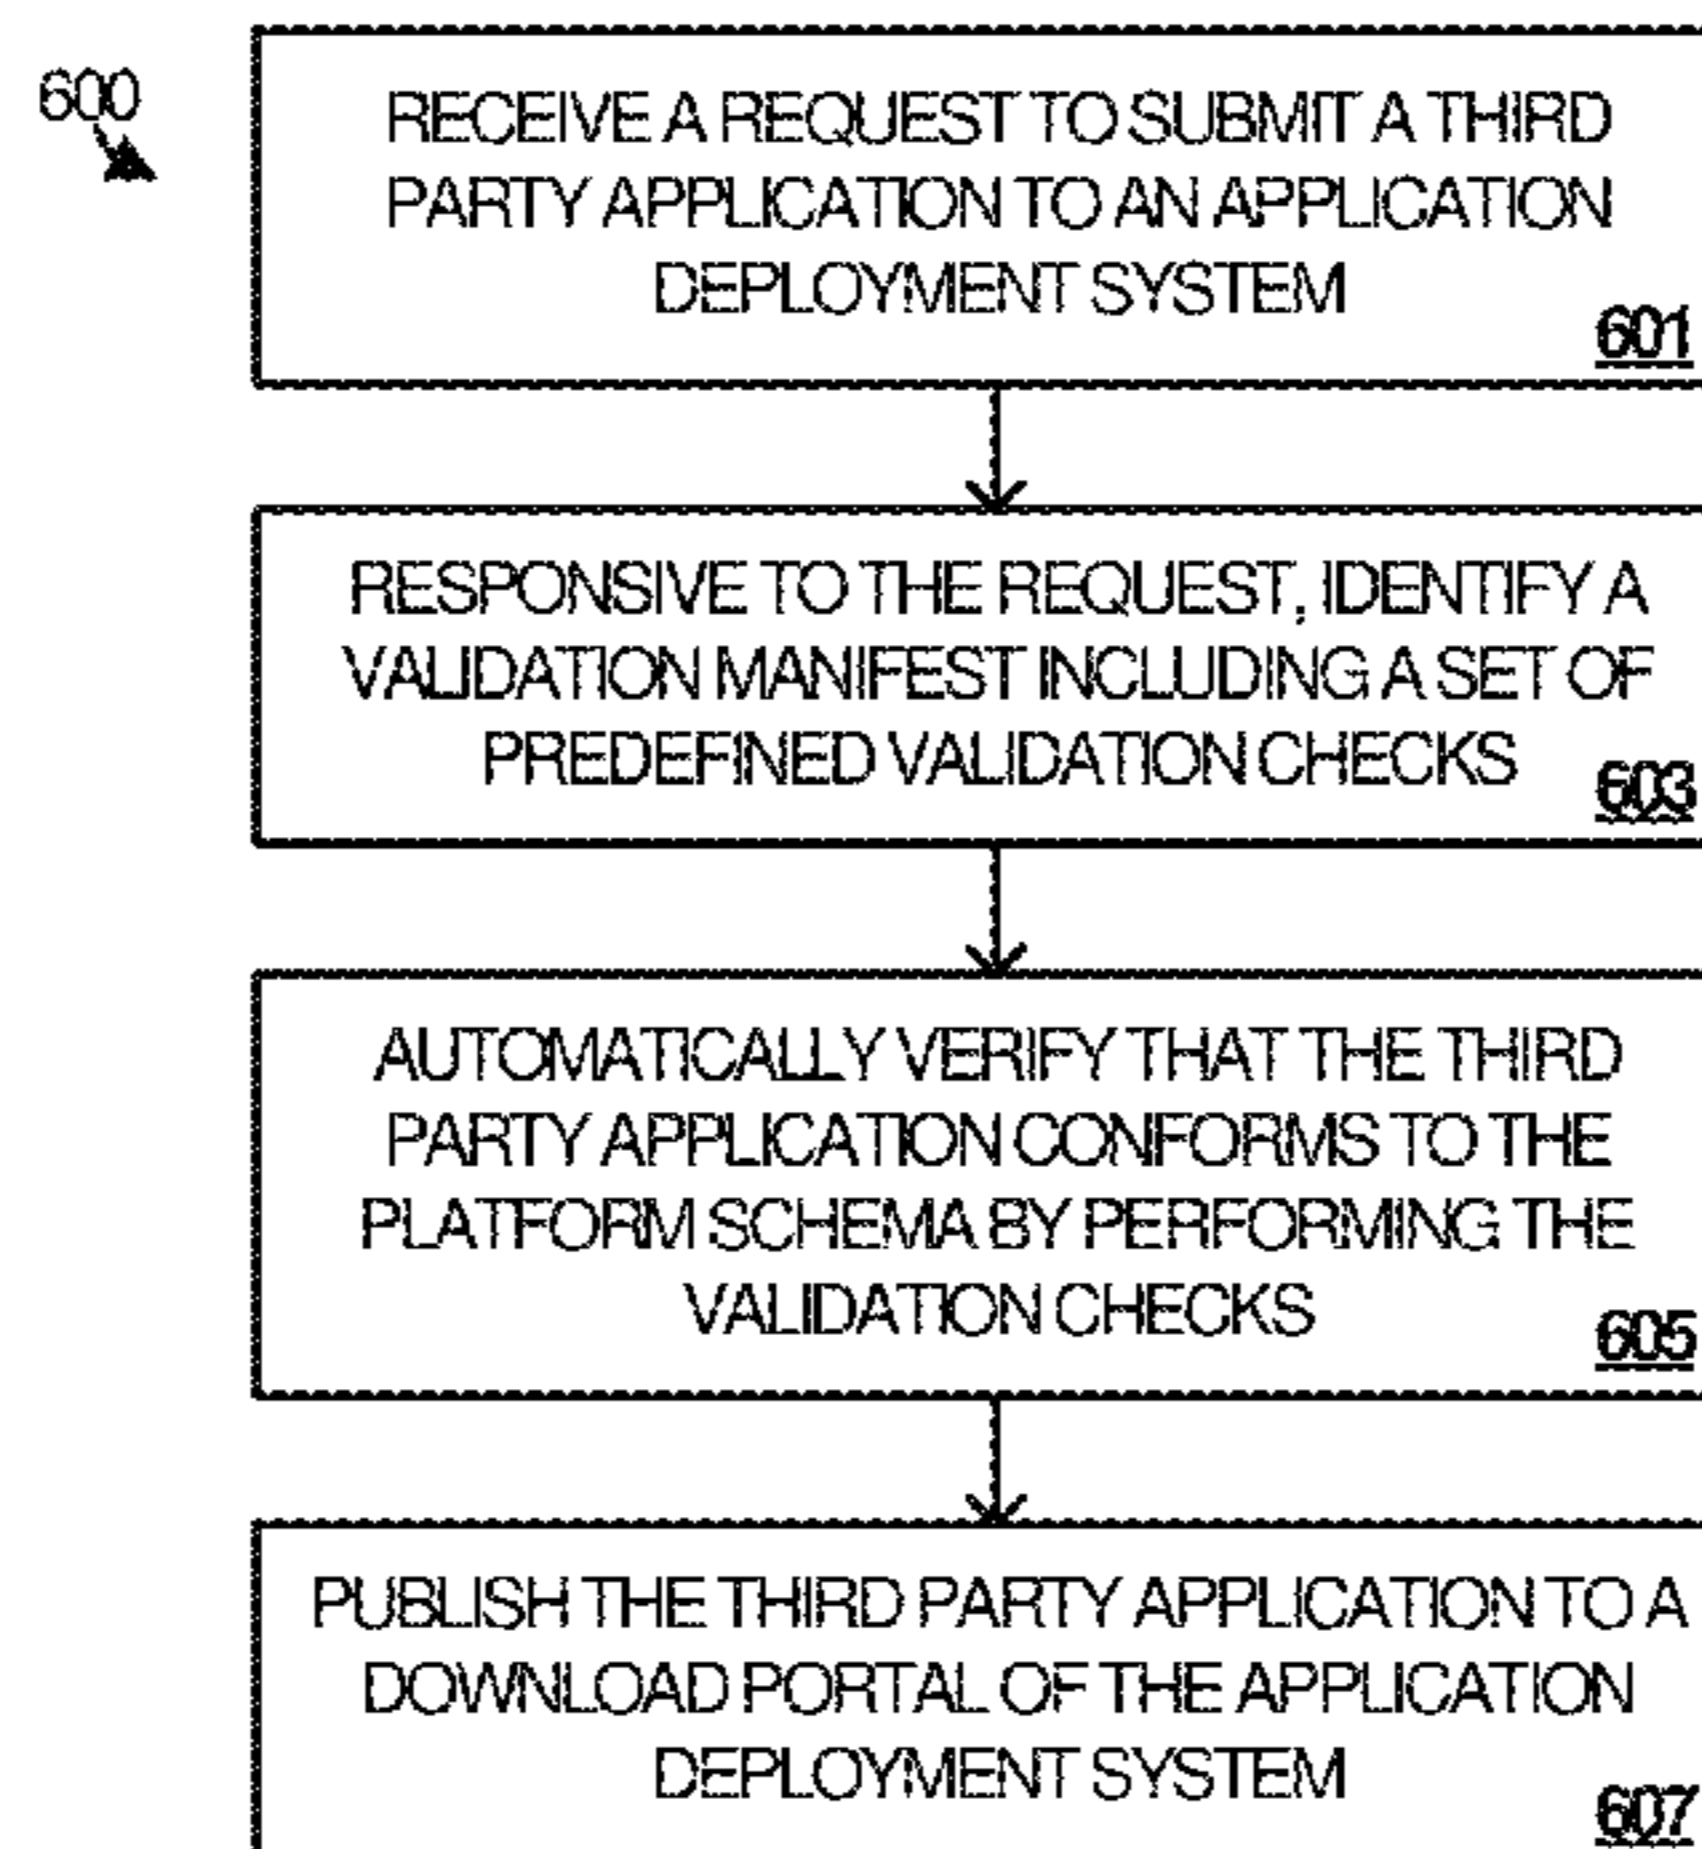 600
RECEIVE A REQUEST TO SUBMIT A THIRD
PARTY APPLICATION TO AN APPLICATION
DEPLOYMENT SYSTEM
601
RESPONSIVE TO THE REQUEST, IDENTIFY A
VALIDATION MANIFEST INCLUDING A SET OF
PREDEFINED VALIDATION CHECKS
603
AUTOMATICALLY VERIFY THAT THE THIRD
PARTY APPLICATION CONFORMS TO THE
PLATFORM SCHEMA BY PERFORMING THE
VALIDATION CHECKS
605
PUBLISH THE THIRD PARTY APPLICATION TO A
DOWNLOAD PORTAL OF THE APPLICATION
DEPLOYMENT SYSTEM
607